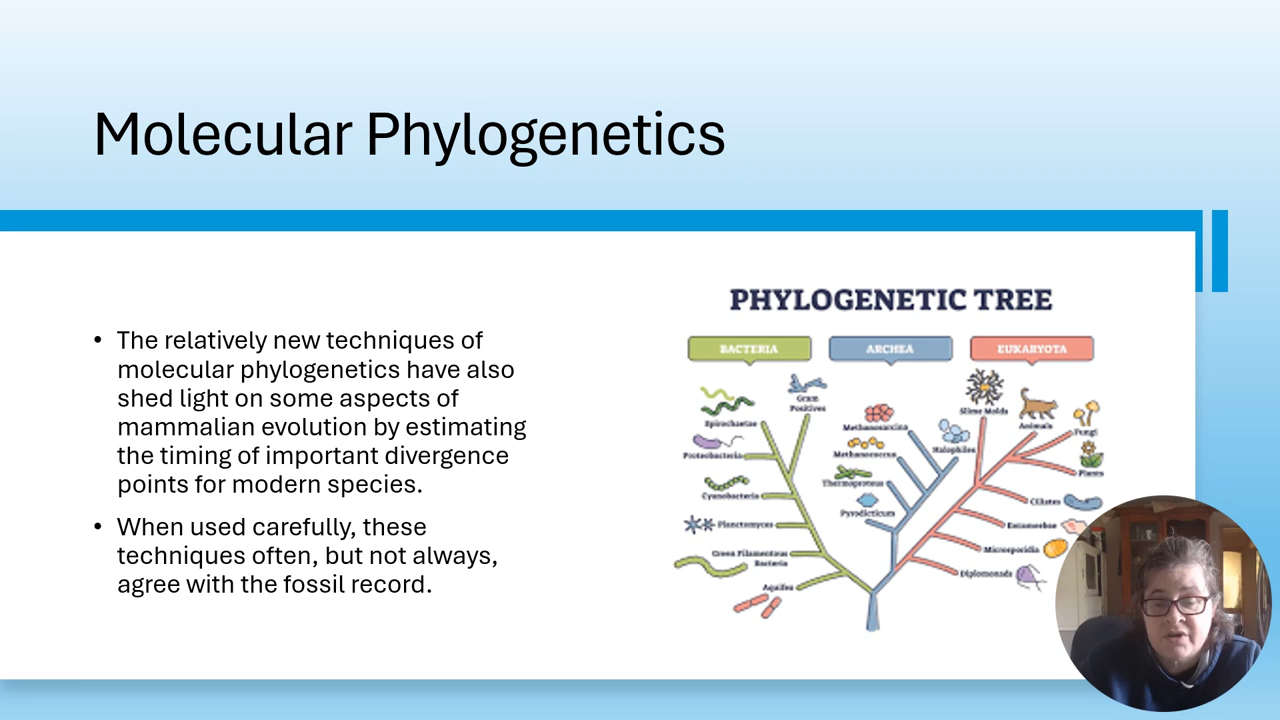 Molecular Phylogenetics
• The relatively new techniques of
molecular phylogenetics have also
shed light on some aspects of
mammalian evolution by estimating
the timing of important divergence
points for modern species.
• When used carefully, these
techniques often, but not always,
agree with the fossil record.
PHYLOGENETIC TREE
BACTERIA
ARCHEA
EUKARYOTA
Gram
Positives
Spirochaetae
Proteobacteria
Cyanobacteria
Planctomyces
Green Filamentous
Bacteria
Aquifex
Methanosarcina
Methanococcus
Halophiles
Thermoproteus
Pyrodicticum
Slime Molds
Animals
Fungi
Plants
Ciliates
Entamoebae
Microsporidia
Diplomonads